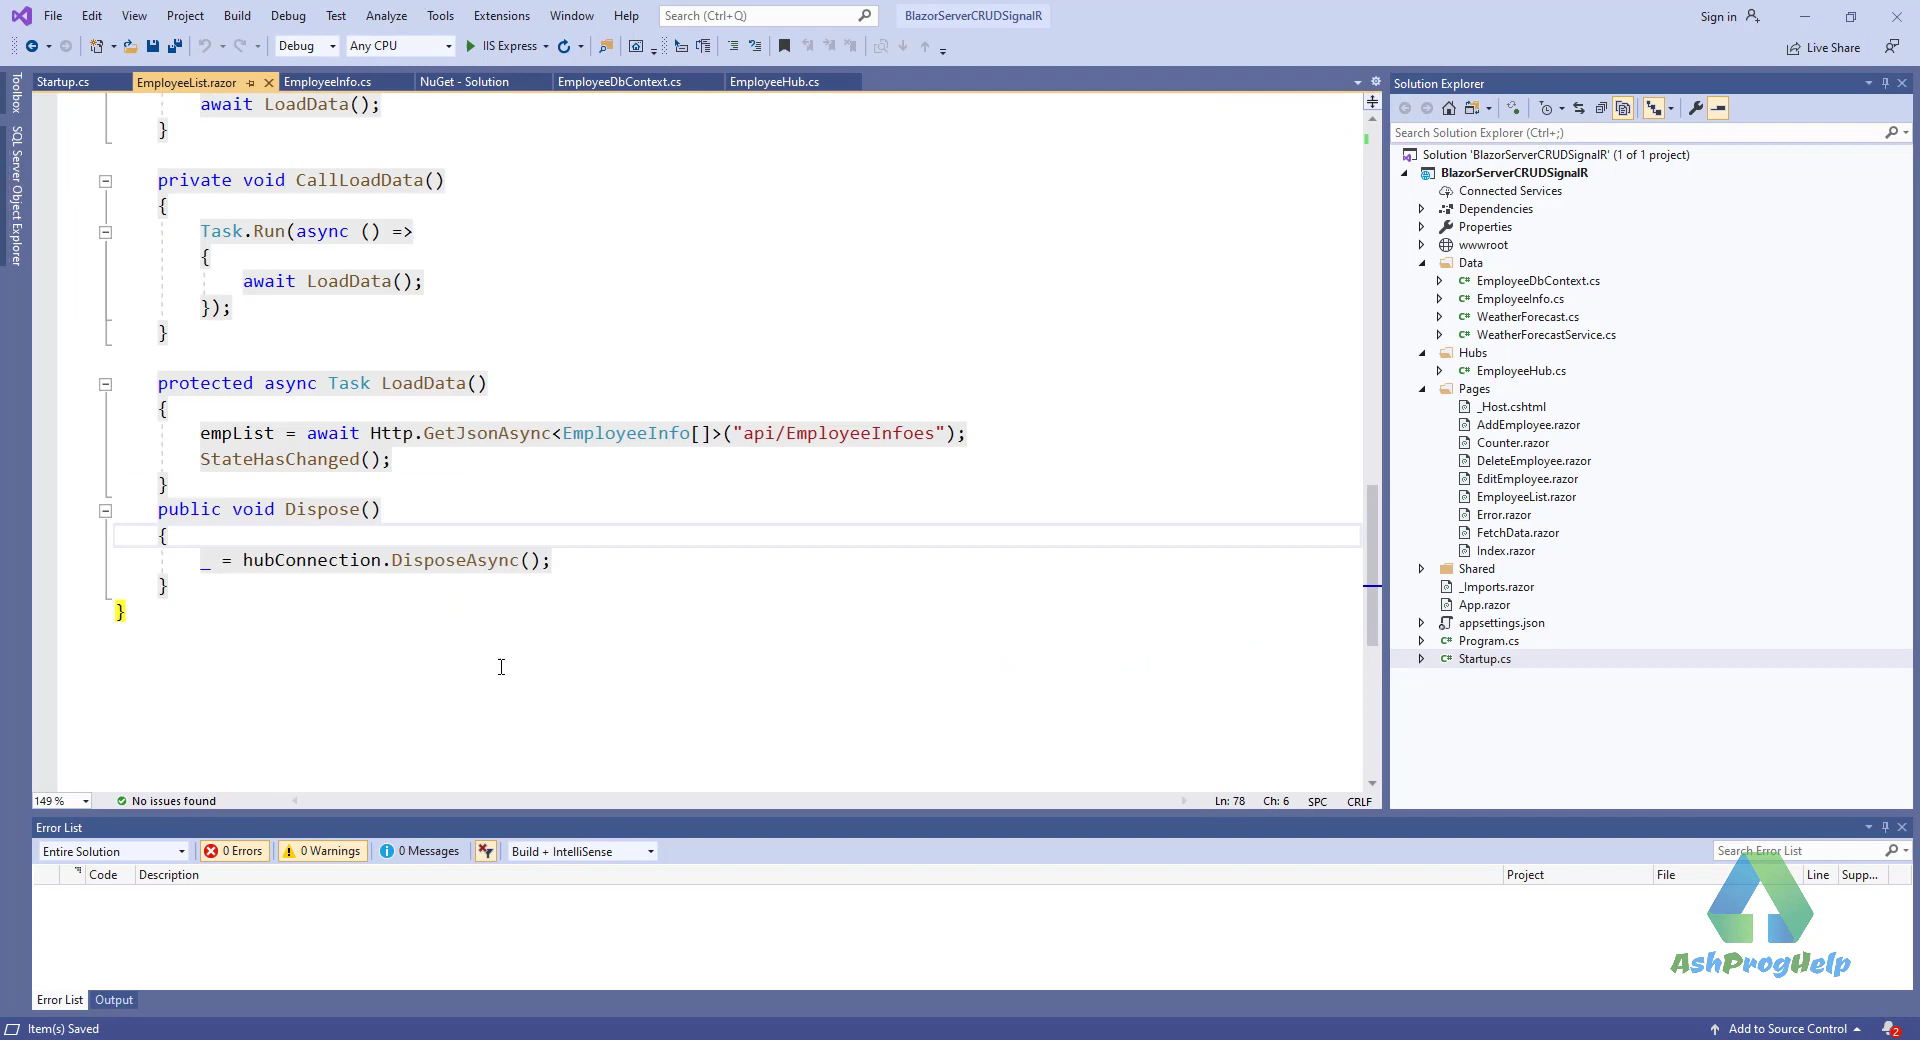 File Edit View Project Build Debug Test Analyze Tools Extensions Window Help Search (Ctrl+Q) BlazorServerCRUDSignalR Sign in
Debug Any CPU IIS Express Live Share
Startup.cs EmployeeList.razor EmployeeInfo.cs NuGet - Solution EmployeeDbContext.cs EmployeeHub.cs
Toolbox
SQL Server Object Explorer
await LoadData();
}
private void CallLoadData()
{
Task.Run(async () =>
{
await LoadData();
});
}
protected async Task LoadData()
{
empList = await Http.GetJsonAsync<EmployeeInfo[]>("api/EmployeeInfoes");
StateHasChanged();
}
public void Dispose()
{
_ = hubConnection.DisposeAsync();
}
}
149 % No issues found Ln: 78 Ch: 6 SPC CRLF
Solution Explorer
Search Solution Explorer (Ctrl+;)
Solution 'BlazorServerCRUDSignalR' (1 of 1 project)
BlazorServerCRUDSignalR
Connected Services
Dependencies
Properties
wwwroot
Data
C# EmployeeDbContext.cs
C# EmployeeInfo.cs
C# WeatherForecast.cs
C# WeatherForecastService.cs
Hubs
C# EmployeeHub.cs
Pages
_Host.cshtml
AddEmployee.razor
Counter.razor
DeleteEmployee.razor
EditEmployee.razor
EmployeeList.razor
Error.razor
FetchData.razor
Index.razor
Shared
_Imports.razor
App.razor
appsettings.json
C# Program.cs
C# Startup.cs
Error List
Entire Solution 0 Errors 0 Warnings 0 Messages Build + IntelliSense Search Error List
Code Description Project File Line Supp...
AshProgHelp
Error List Output
Item(s) Saved Add to Source Control 2